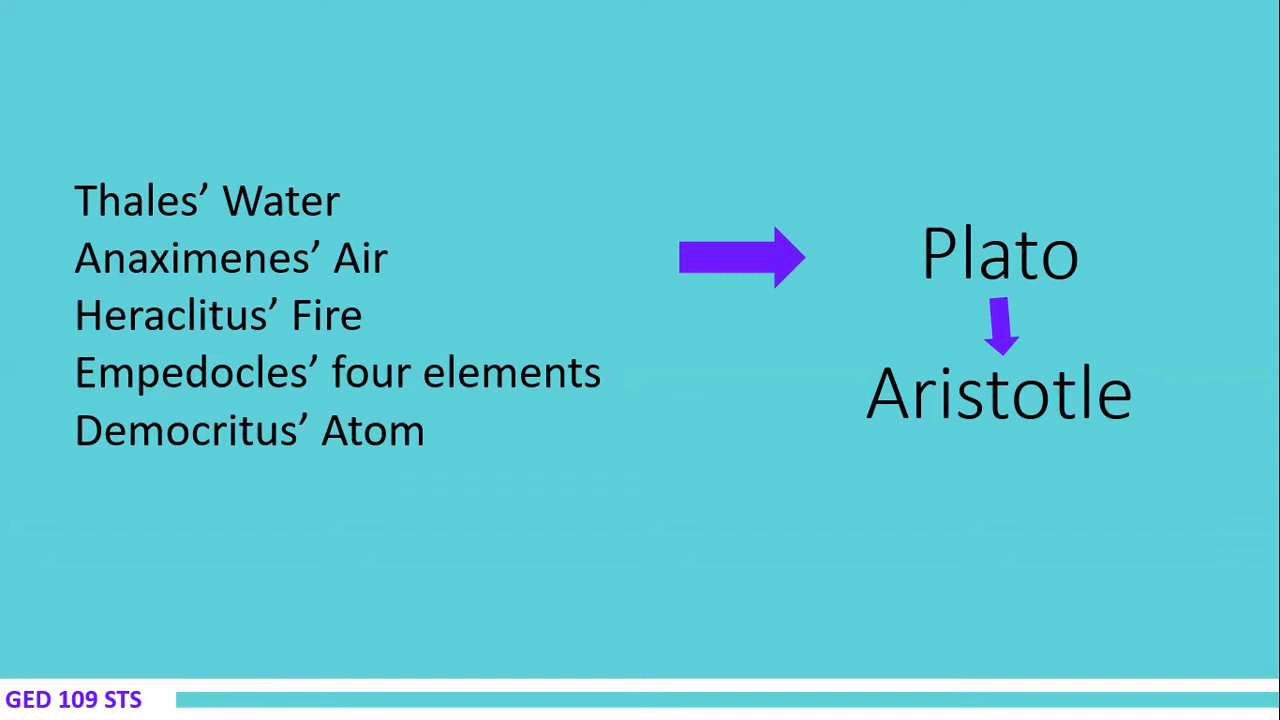 Thales’ Water
Anaximenes’ Air
Heraclitus’ Fire
Empedocles’ four elements
Democritus’ Atom
Plato
Aristotle
GED 109 STS